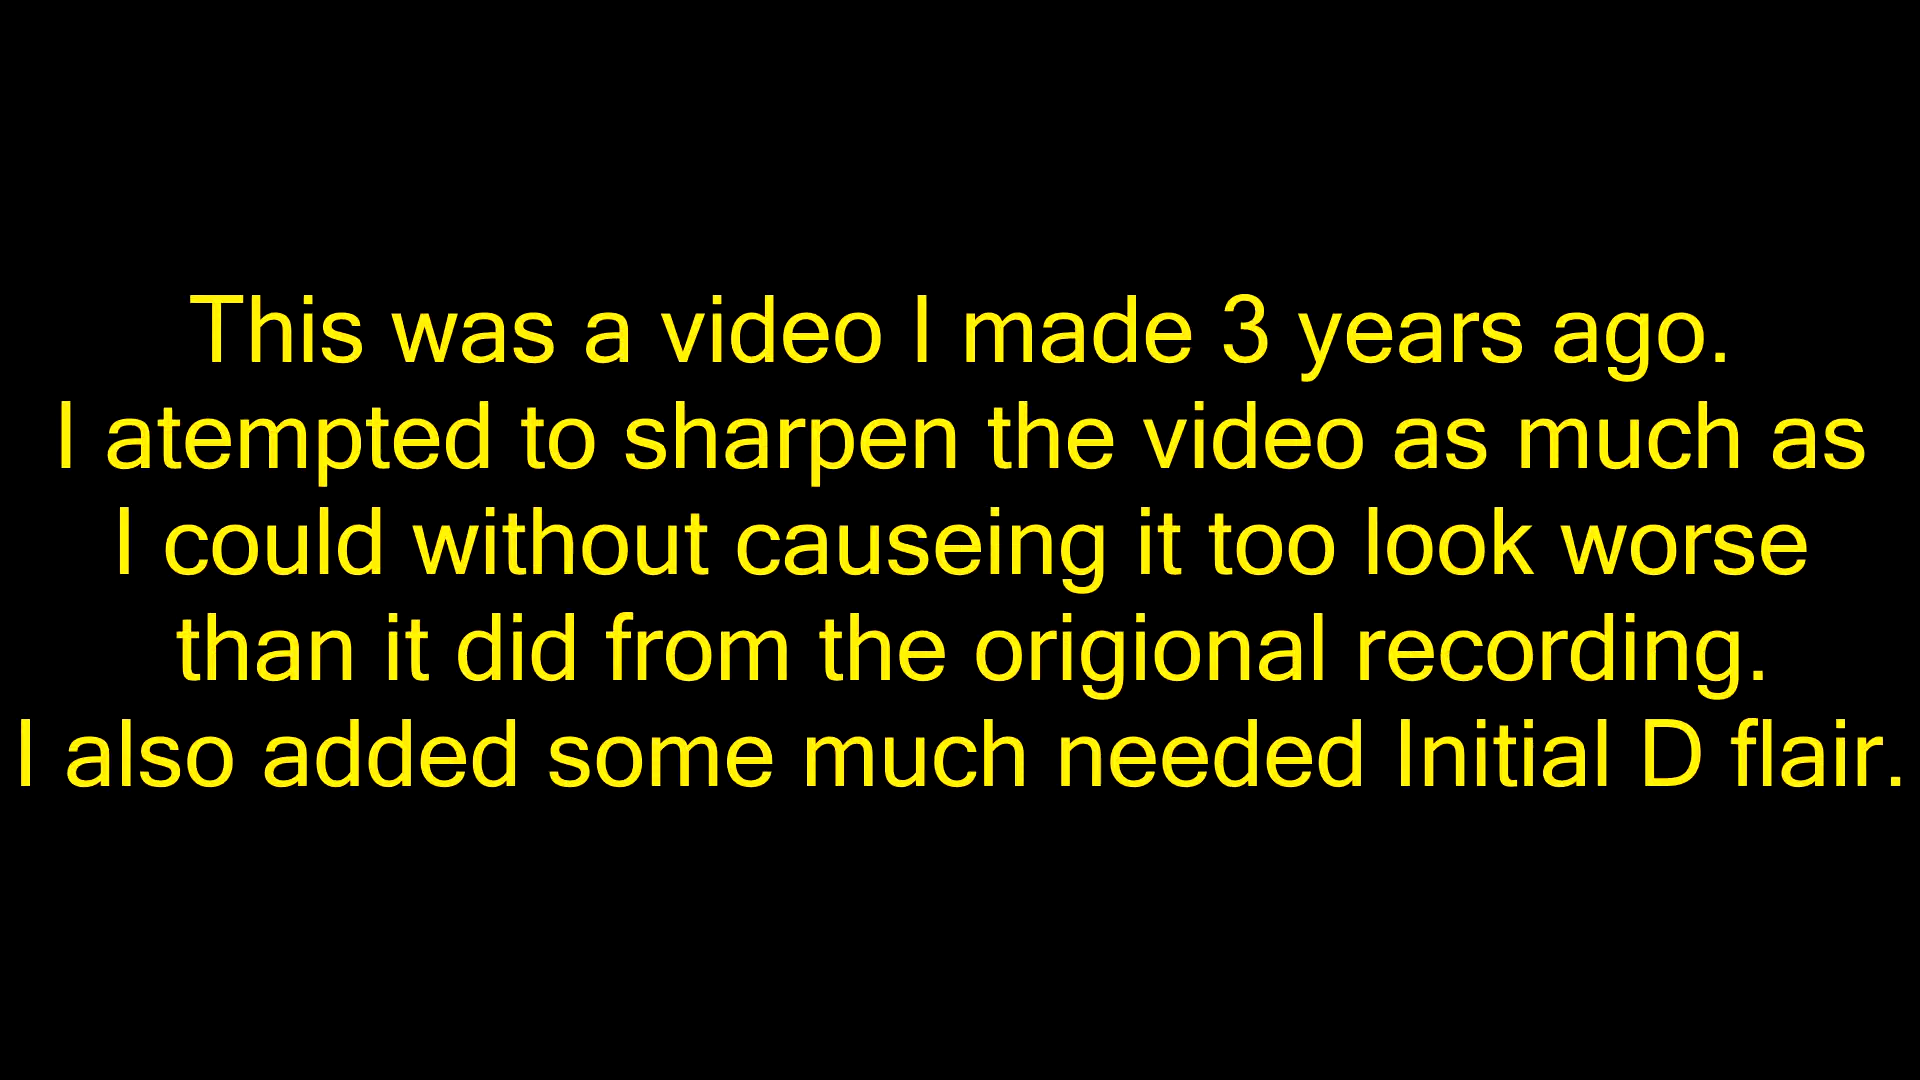 This was a video I made 3 years ago.
I atempted to sharpen the video as much as
I could without causeing it too look worse
than it did from the origional recording.
I also added some much needed Initial D flair.